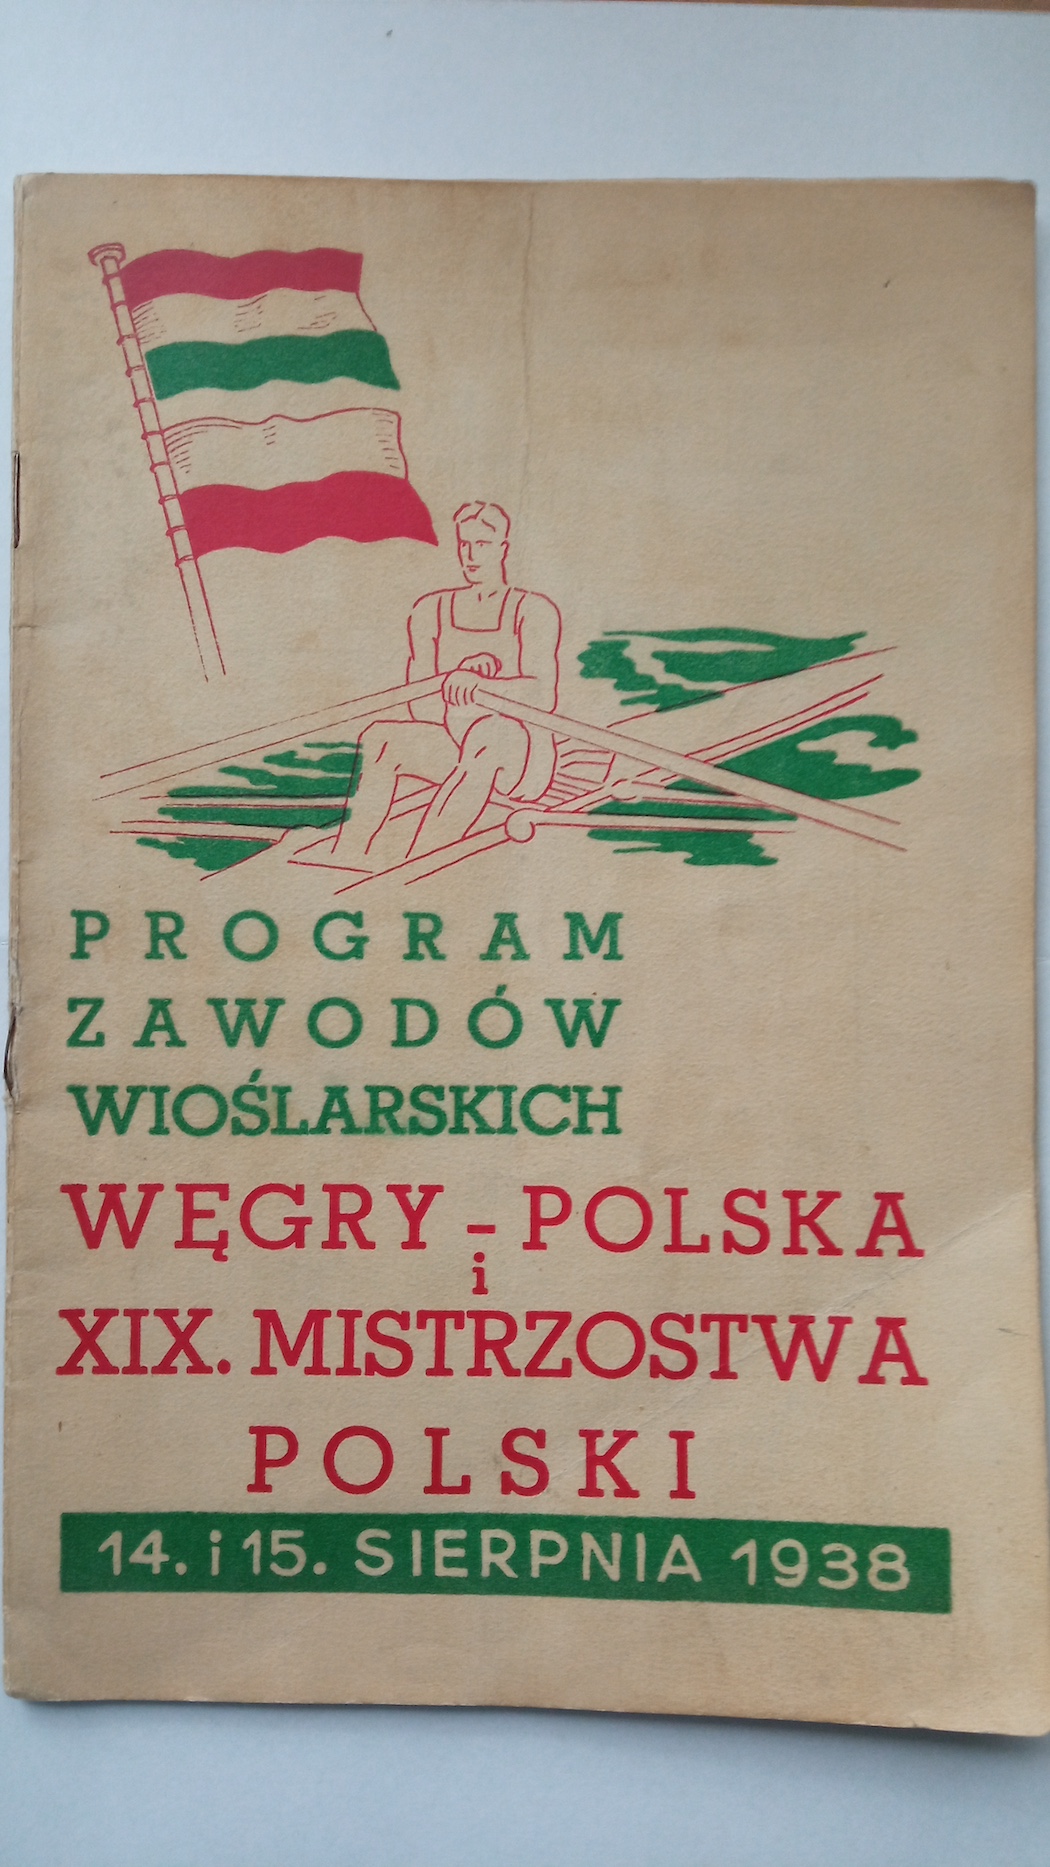 PROGRAM
ZAWODÓW
WIOŚLARSKICH
WĘGRY - POLSKA
i
XIX. MISTRZOSTWA
POLSKI
14. i 15. SIERPNIA 1938